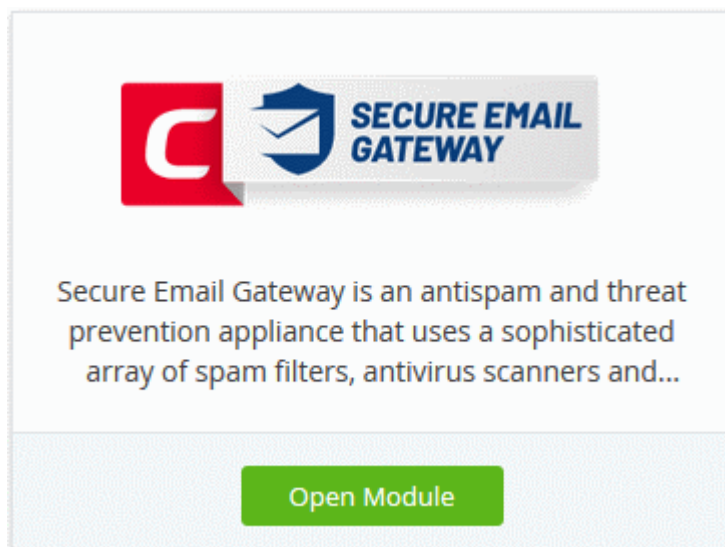 C
SECURE EMAIL
GATEWAY
Secure Email Gateway is an antispam and threat
prevention appliance that uses a sophisticated
array of spam filters, antivirus scanners and...
Open Module